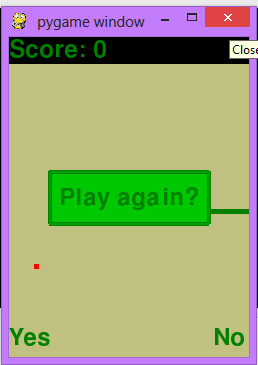 pygame window
Score: 0
Close
Play again?
Yes No